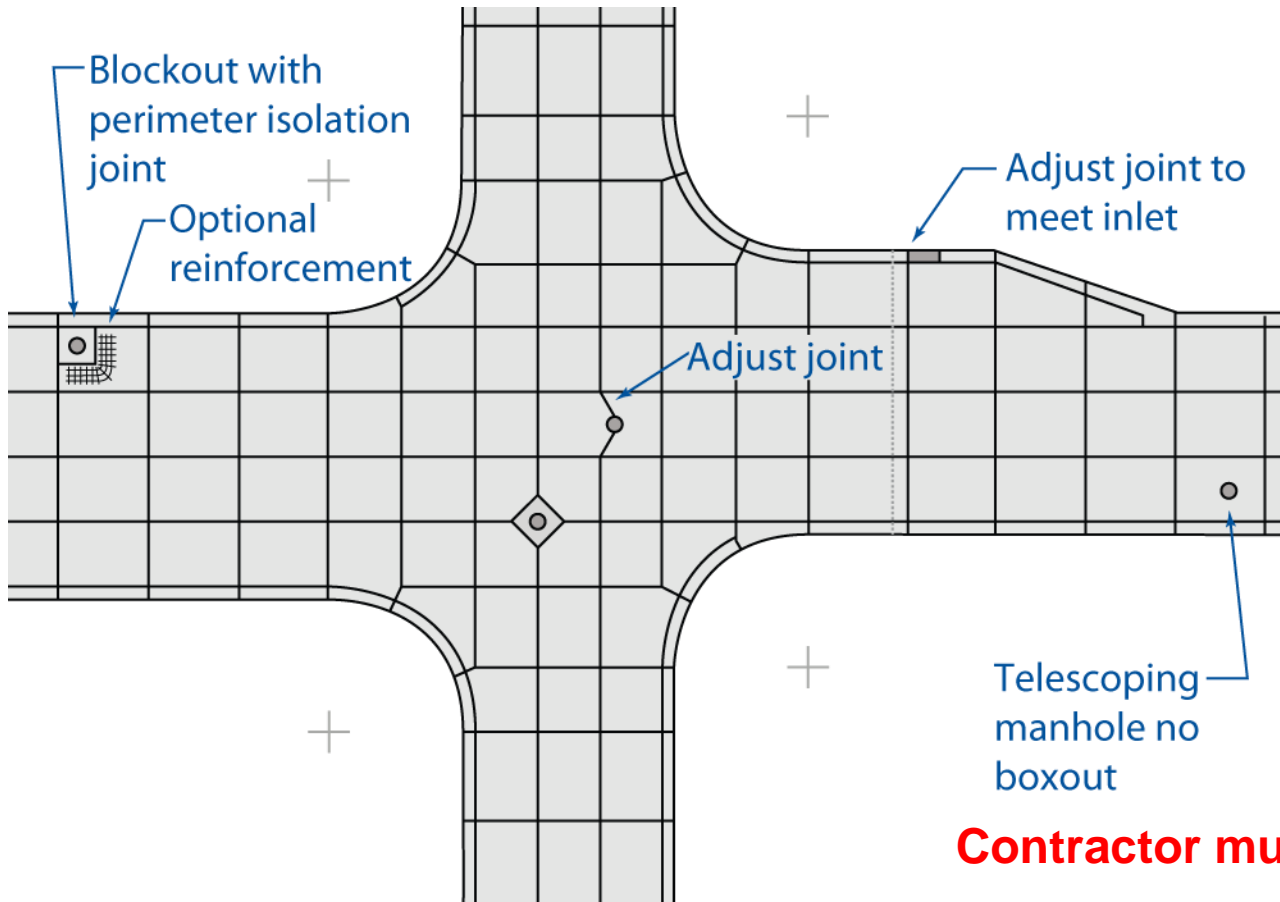 Blockout with
perimeter isolation
joint
Optional
reinforcement
Adjust joint to
meet inlet
Adjust joint
Telescoping
manhole no
boxout
Contractor mu